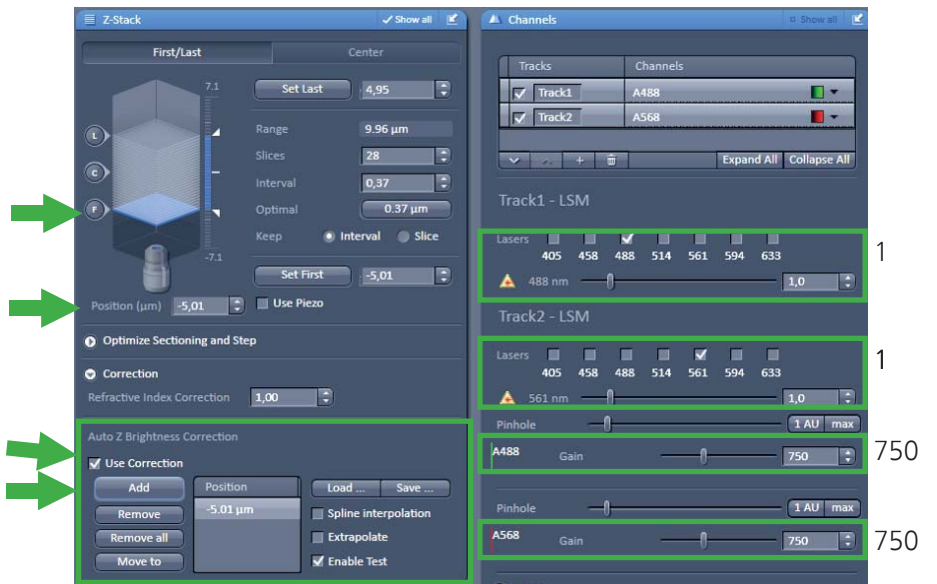 Z-Stack
Show all
First/Last
Center
7.1
Set Last
4,95
L
Range
9.96 µm
Slices
28
C
Interval
0,37
Optimal
0.37 µm
F
Keep
Interval
Slice
-7.1
Set First
-5,01
Position (µm)
-5,01
Use Piezo
Optimize Sectioning and Step
Correction
Refractive Index Correction
1,00
Auto Z Brightness Correction
Use Correction
Add
Position
Load ...
Save ...
Remove
-5.01 µm
Spline interpolation
Remove all
Extrapolate
Move to
Enable Test
Channels
Show all
Tracks
Channels
Track1
A488
Track2
A568
Expand All
Collapse All
Track1 - LSM
Lasers
405 458 488 514 561 594 633
488 nm
1,0
1
Track2 - LSM
Lasers
405 458 488 514 561 594 633
561 nm
1,0
1
Pinhole
1 AU
max
A488
Gain
750
750
Pinhole
1 AU
max
A568
Gain
750
750